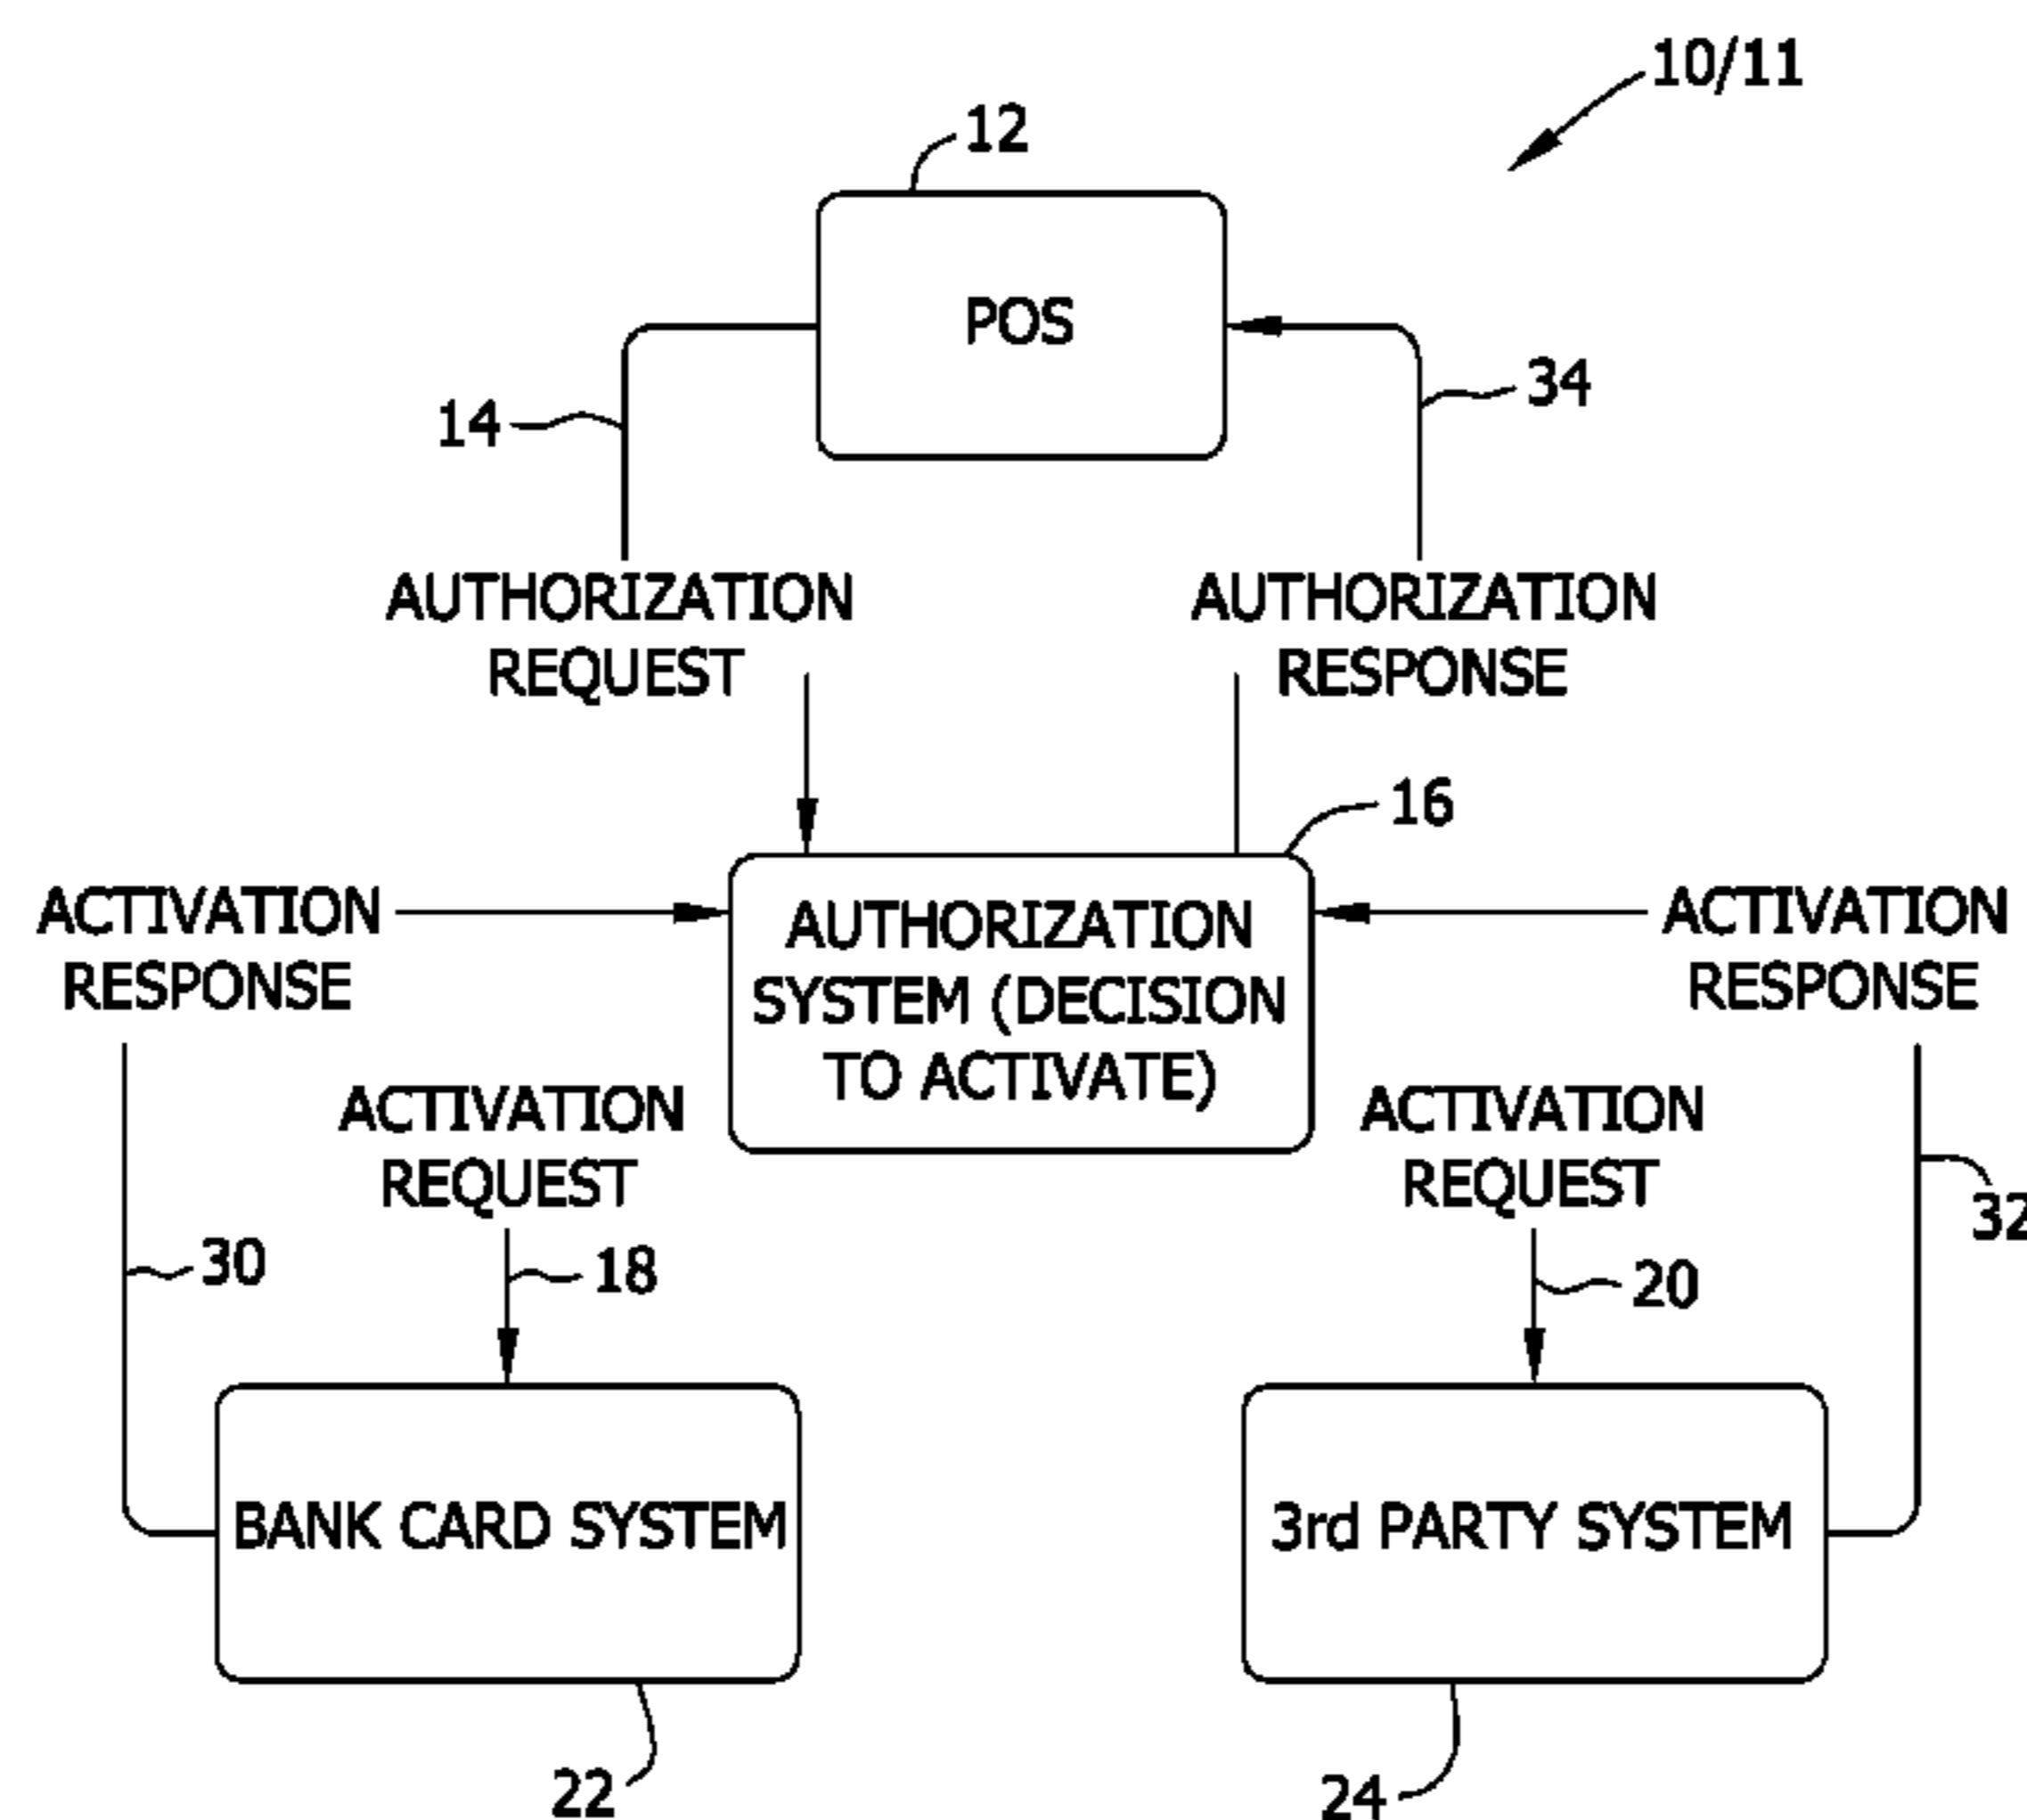 10/11
12
POS
34
14
AUTHORIZATION
REQUEST
AUTHORIZATION
RESPONSE
16
ACTIVATION
RESPONSE
AUTHORIZATION
SYSTEM (DECISION
TO ACTIVATE)
ACTIVATION
RESPONSE
ACTIVATION
REQUEST
ACTIVATION
REQUEST
32
30
18
20
BANK CARD SYSTEM
3rd PARTY SYSTEM
22
24